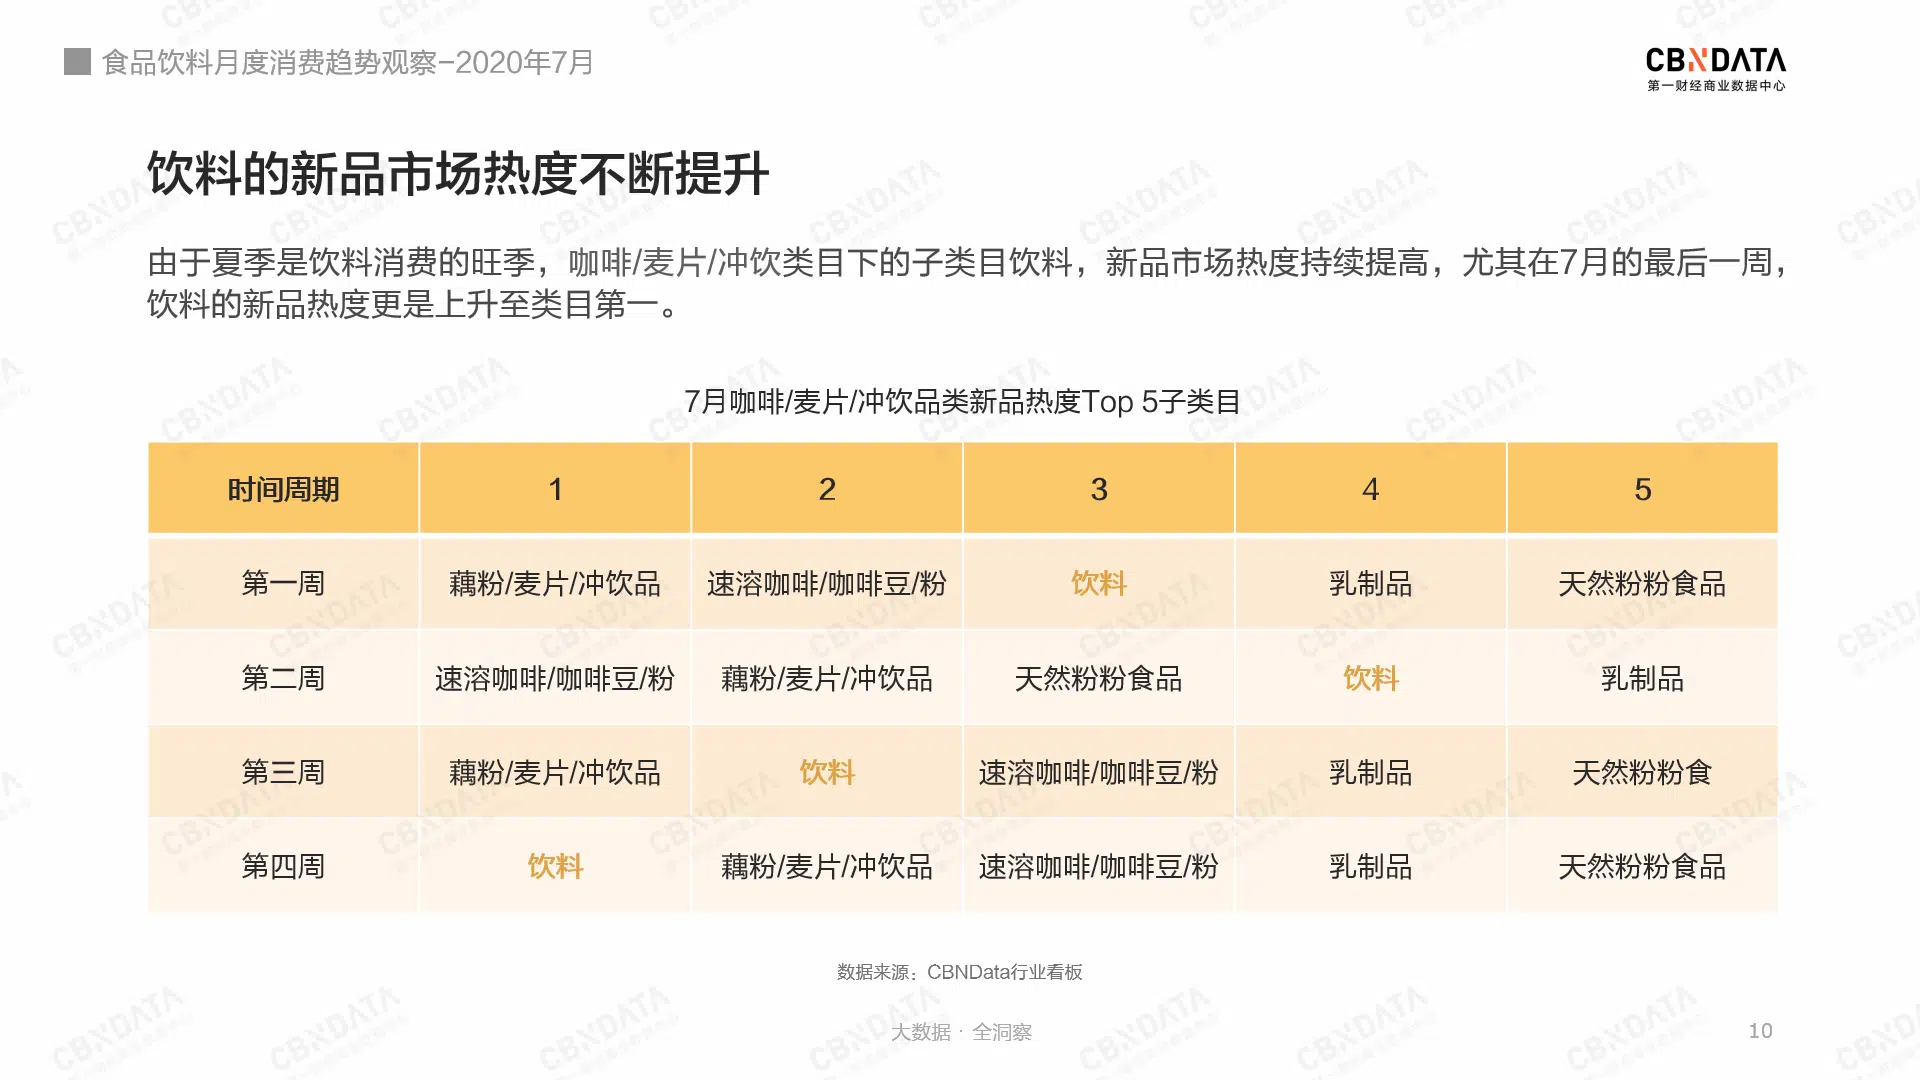 食品饮料月度消费趋势观察-2020年7月
CBNDATA
第一财经商业数据中心
饮料的新品市场热度不断提升
由于夏季是饮料消费的旺季，咖啡/麦片/冲饮类目下的子类目饮料，新品市场热度持续提高，尤其在7月的最后一周，
饮料的新品热度更是上升至类目第一。
7月咖啡/麦片/冲饮品类新品热度Top 5子类目
时间周期 1 2 3 4 5
第一周 藕粉/麦片/冲饮品 速溶咖啡/咖啡豆/粉 饮料 乳制品 天然粉粉食品
第二周 速溶咖啡/咖啡豆/粉 藕粉/麦片/冲饮品 天然粉粉食品 饮料 乳制品
第三周 藕粉/麦片/冲饮品 饮料 速溶咖啡/咖啡豆/粉 乳制品 天然粉粉食
第四周 饮料 藕粉/麦片/冲饮品 速溶咖啡/咖啡豆/粉 乳制品 天然粉粉食品
数据来源：CBNData行业看板
大数据 · 全洞察
10